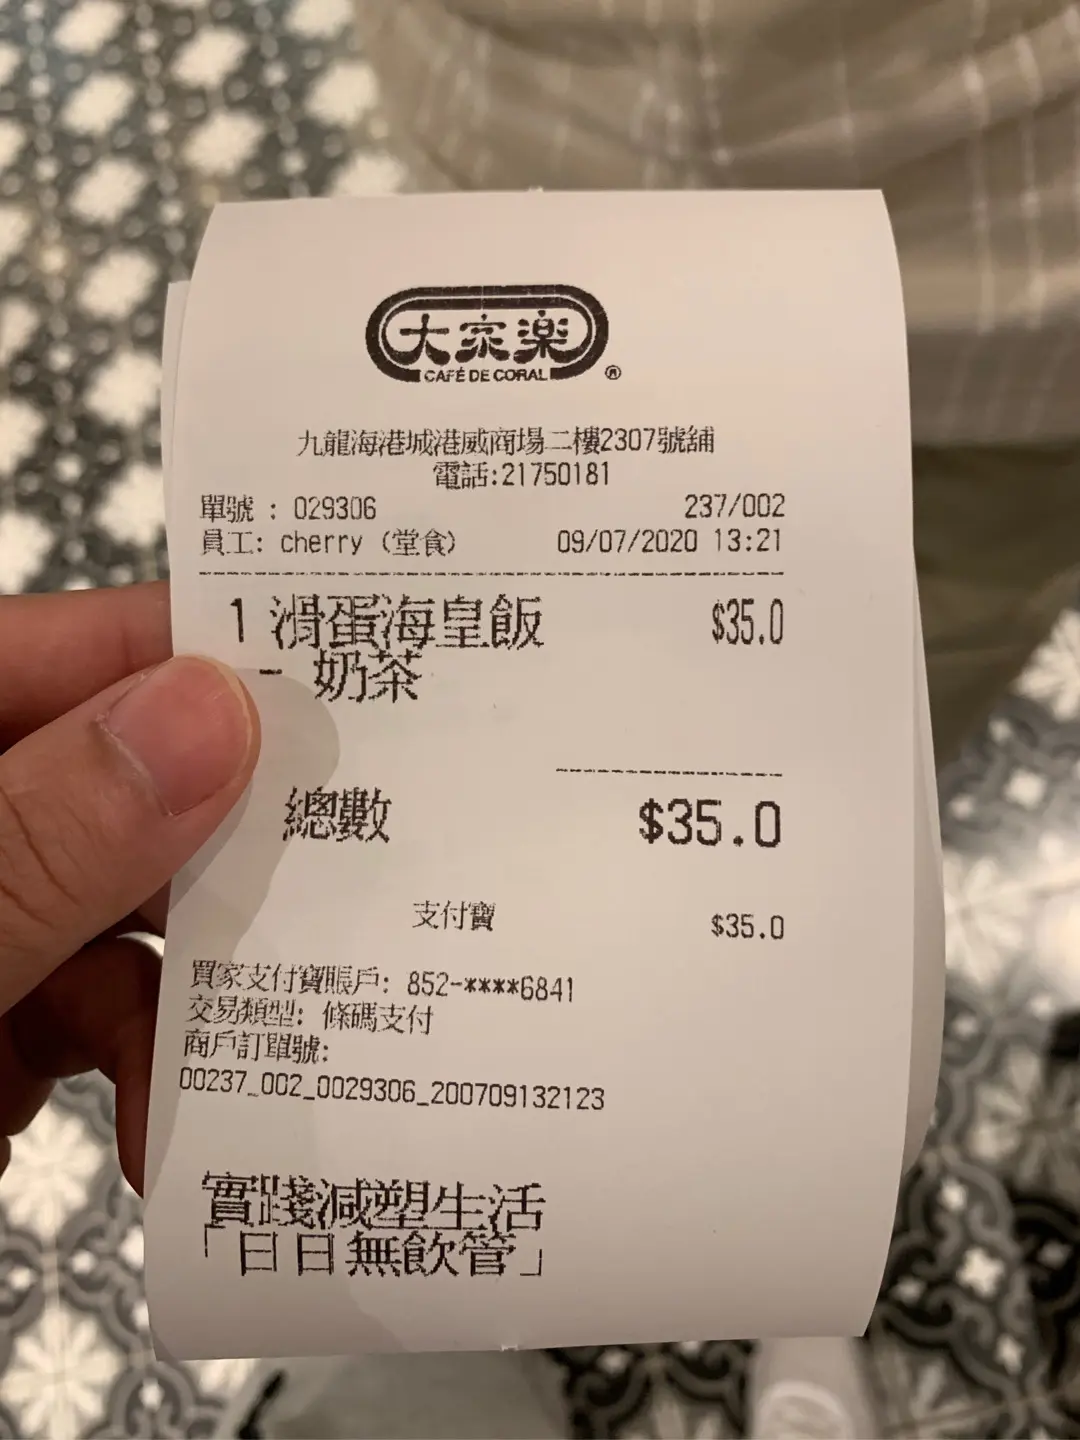 大家楽
CAFÉ DE CORAL ®
九龍海港城港威商場二樓2307號舖
電話:21750181
單號 : 029306 237/002
員工: cherry (堂食) 09/07/2020 13:21
1 滑蛋海皇飯 $35.0
- 奶茶
總數 $35.0
支付寶 $35.0
買家支付寶賬戶: 852-****6841
交易類型: 條碼支付
商戶訂單號:
00237_002_0029306_200709132123
實踐減塑生活
「日日無飲管」